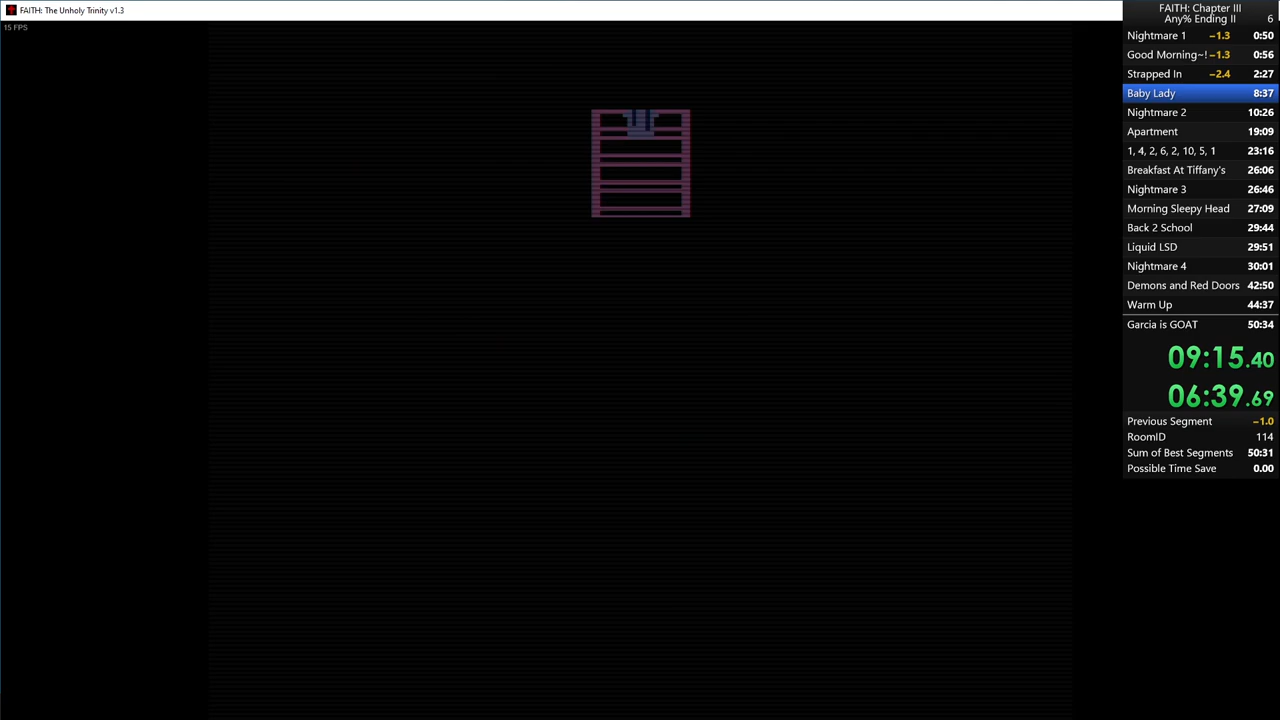 FAITH: The Unholy Trinity v1.3
15 FPS
FAITH: Chapter III
Any% Ending II 6
Nightmare 1 −1.3 0:50
Good Morning~! −1.3 0:56
Strapped In −2.4 2:27
Baby Lady 8:37
Nightmare 2 10:26
Apartment 19:09
1, 4, 2, 6, 2, 10, 5, 1 23:16
Breakfast At Tiffany's 26:06
Nightmare 3 26:46
Morning Sleepy Head 27:09
Back 2 School 29:44
Liquid LSD 29:51
Nightmare 4 30:01
Demons and Red Doors 42:50
Warm Up 44:37
Garcia is GOAT 50:34
09:15.40
06:39.69
Previous Segment −1.0
RoomID 114
Sum of Best Segments 50:31
Possible Time Save 0.00